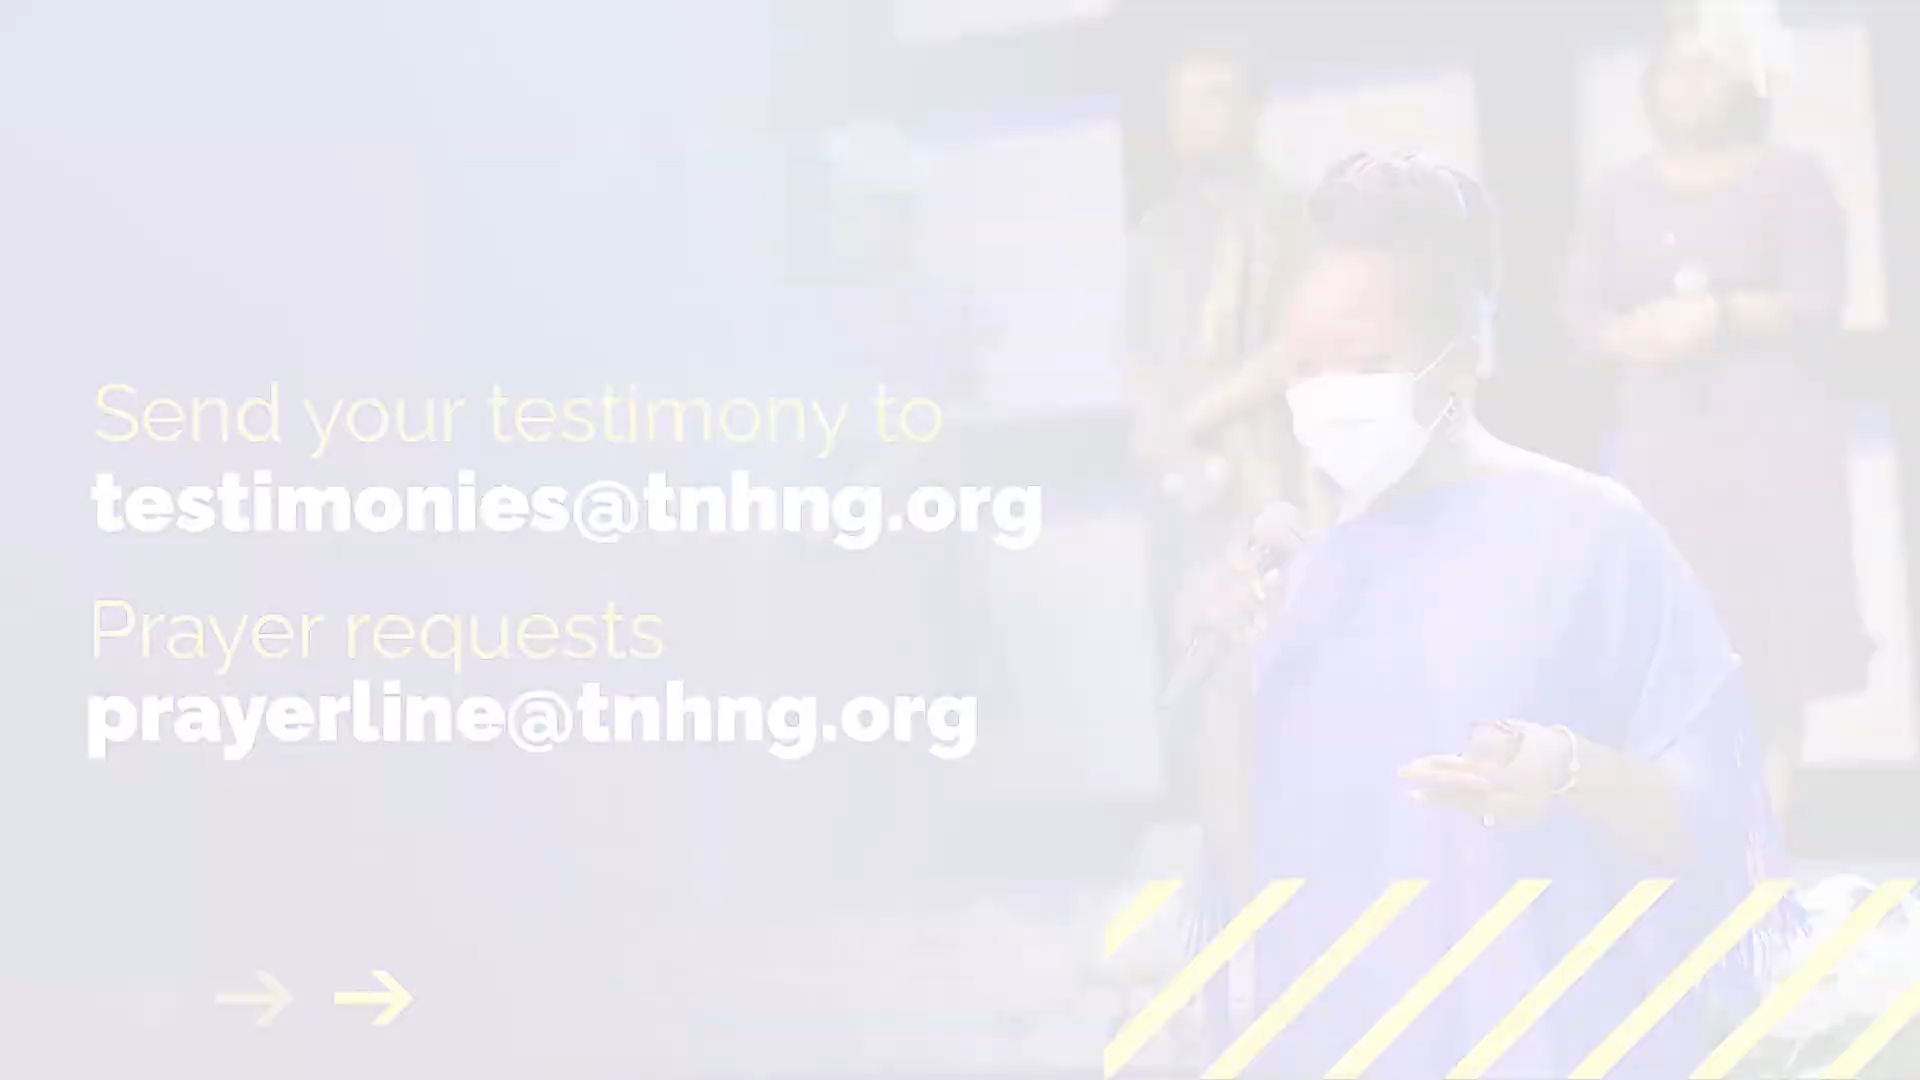 Send your testimony to
testimonies@tnhng.org
Prayer requests
prayerline@tnhng.org